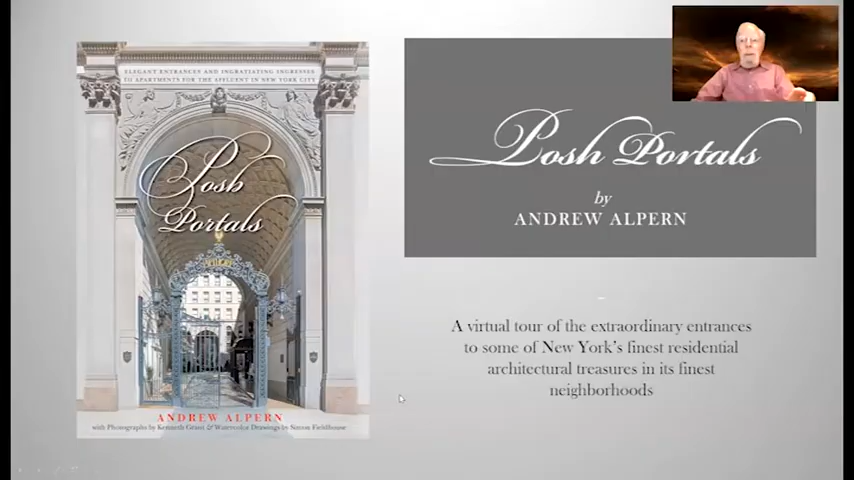 ELEGANT ENTRANCES AND INGRATIATING INGRESSES
TO APARTMENTS FOR THE AFFLUENT IN NEW YORK CITY
Posh
Portals
ANDREW ALPERN
with Photographs by Kenneth Grant & Watercolor Drawings by Simon Fieldhouse
Posh Portals
by
ANDREW ALPERN
A virtual tour of the extraordinary entrances
to some of New York's finest residential
architectural treasures in its finest
neighborhoods